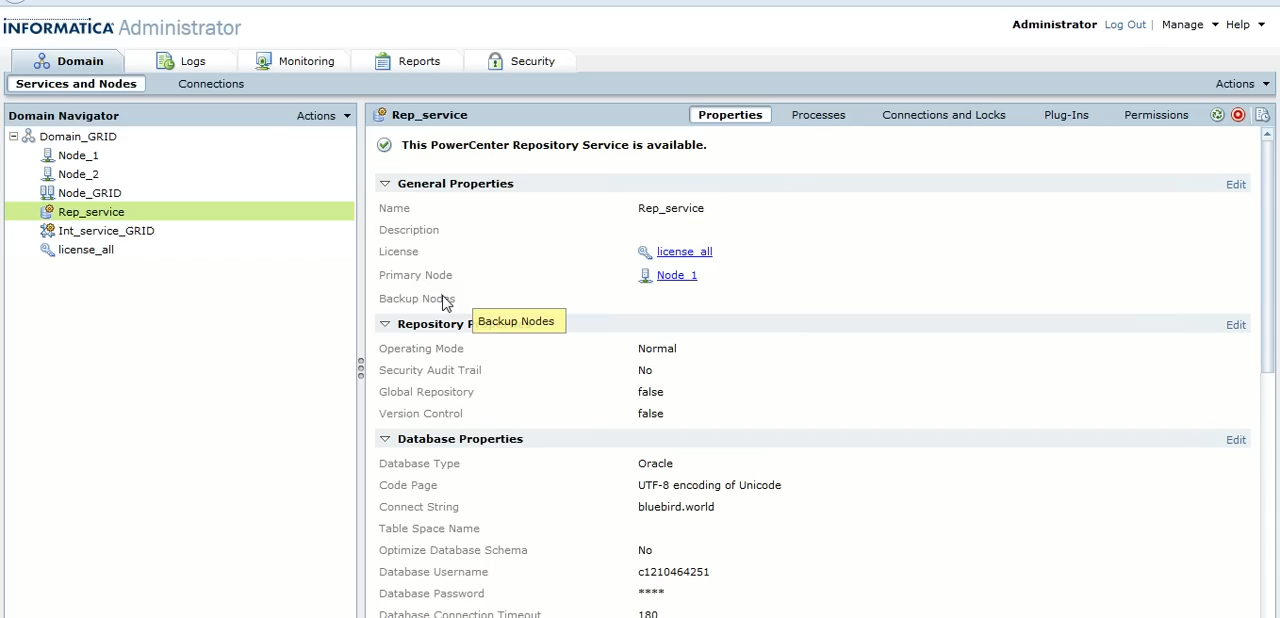 INFORMATICA Administrator
Administrator Log Out | Manage Help
Domain Logs Monitoring Reports Security
Services and Nodes Connections Actions
Domain Navigator Actions
Domain_GRID
Node_1
Node_2
Node_GRID
Rep_service
Int_service_GRID
license_all
Rep_service Properties Processes Connections and Locks Plug-Ins Permissions
This PowerCenter Repository Service is available.
General Properties Edit
Name Rep_service
Description
License license_all
Primary Node Node_1
Backup Nodes
Backup Nodes
Repository P Edit
Operating Mode Normal
Security Audit Trail No
Global Repository false
Version Control false
Database Properties Edit
Database Type Oracle
Code Page UTF-8 encoding of Unicode
Connect String bluebird.world
Table Space Name
Optimize Database Schema No
Database Username c1210464251
Database Password ****
Database Connection Timeout 180